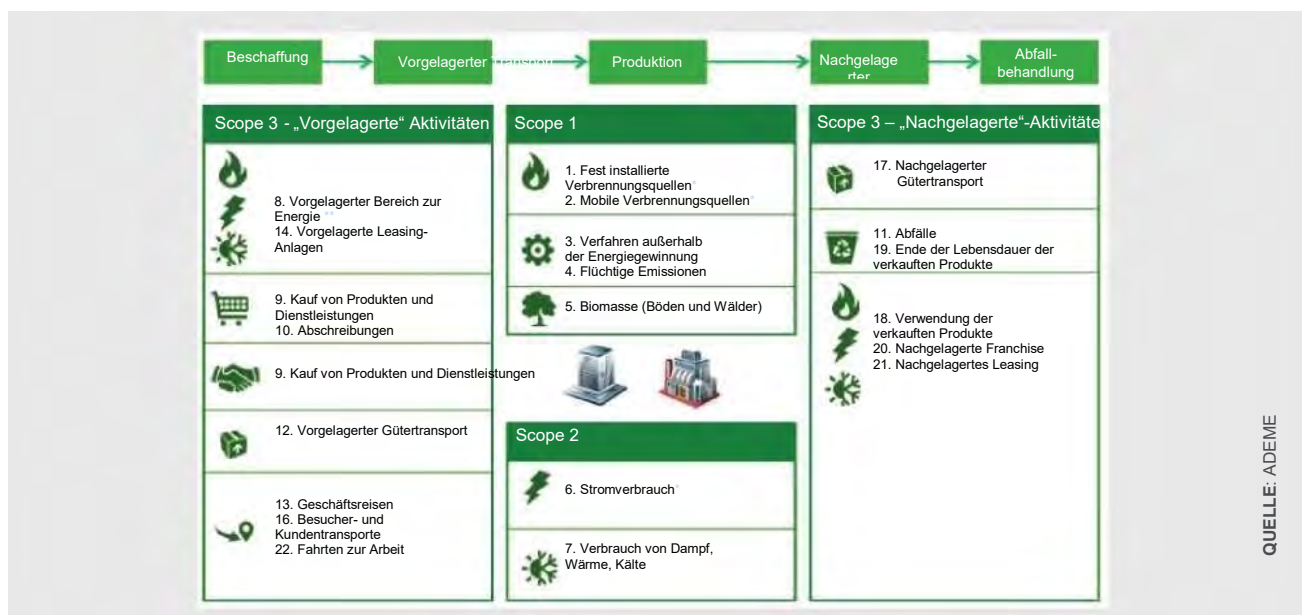 Beschaffung
Vorgelagerter Transport
Produktion
Nachgelage
rter
Abfall-
behandlung
Scope 3 - „Vorgelagerte“ Aktivitäten
8. Vorgelagerter Bereich zur
Energie **
14. Vorgelagerte Leasing-
Anlagen
9. Kauf von Produkten und
Dienstleistungen
10. Abschreibungen
9. Kauf von Produkten und Dienstleistungen
12. Vorgelagerter Gütertransport
13. Geschäftsreisen
16. Besucher- und
Kundentransporte
22. Fahrten zur Arbeit
Scope 1
1. Fest installierte
Verbrennungsquellen*
2. Mobile Verbrennungsquellen*
3. Verfahren außerhalb
der Energiegewinnung
4. Flüchtige Emissionen
5. Biomasse (Böden und Wälder)
Scope 2
6. Stromverbrauch*
7. Verbrauch von Dampf,
Wärme, Kälte
Scope 3 – „Nachgelagerte“-Aktivitäte
17. Nachgelagerter
Gütertransport
11. Abfälle
19. Ende der Lebensdauer der
verkauften Produkte
18. Verwendung der
verkauften Produkte
20. Nachgelagerte Franchise
21. Nachgelagertes Leasing
QUELLE: ADEME